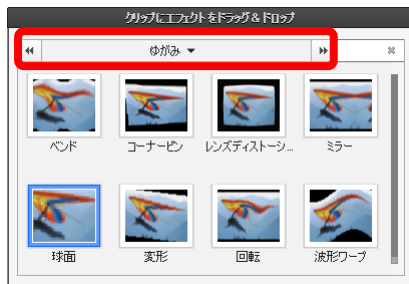 クリップにエフェクトをドラッグ&ドロップ
ゆがみ
ベンド コーナーピン レンズディストーシ... ミラー
球面 変形 回転 波形ワープ